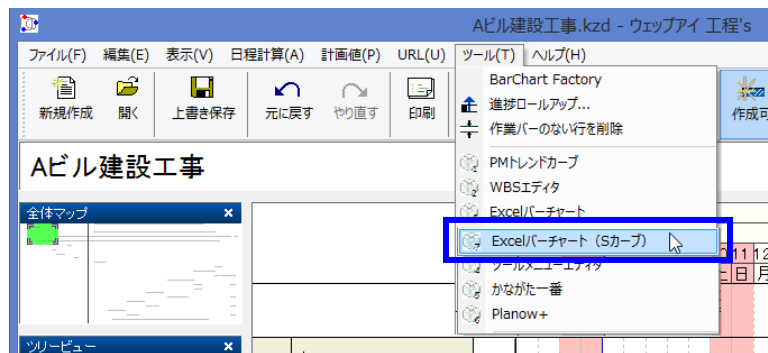 Aビル建設工事.kzd - ウェッブアイ 工程's
ファイル(F) 編集(E) 表示(V) 日程計算(A) 計画値(P) URL(U) ツール(T) ヘルプ(H)
新規作成 開く 上書き保存 元に戻す やり直す 印刷 作成可
BarChart Factory
進捗ロールアップ...
作業バーのない行を削除
PMトレンドカーブ
WBSエディタ
Excelバーチャート
Excelバーチャート（Sカーブ）
ツールメニューエディタ
かながた一番
Planow+
Aビル建設工事
全体マップ ×
11 12
日 月
ツリービュー ×